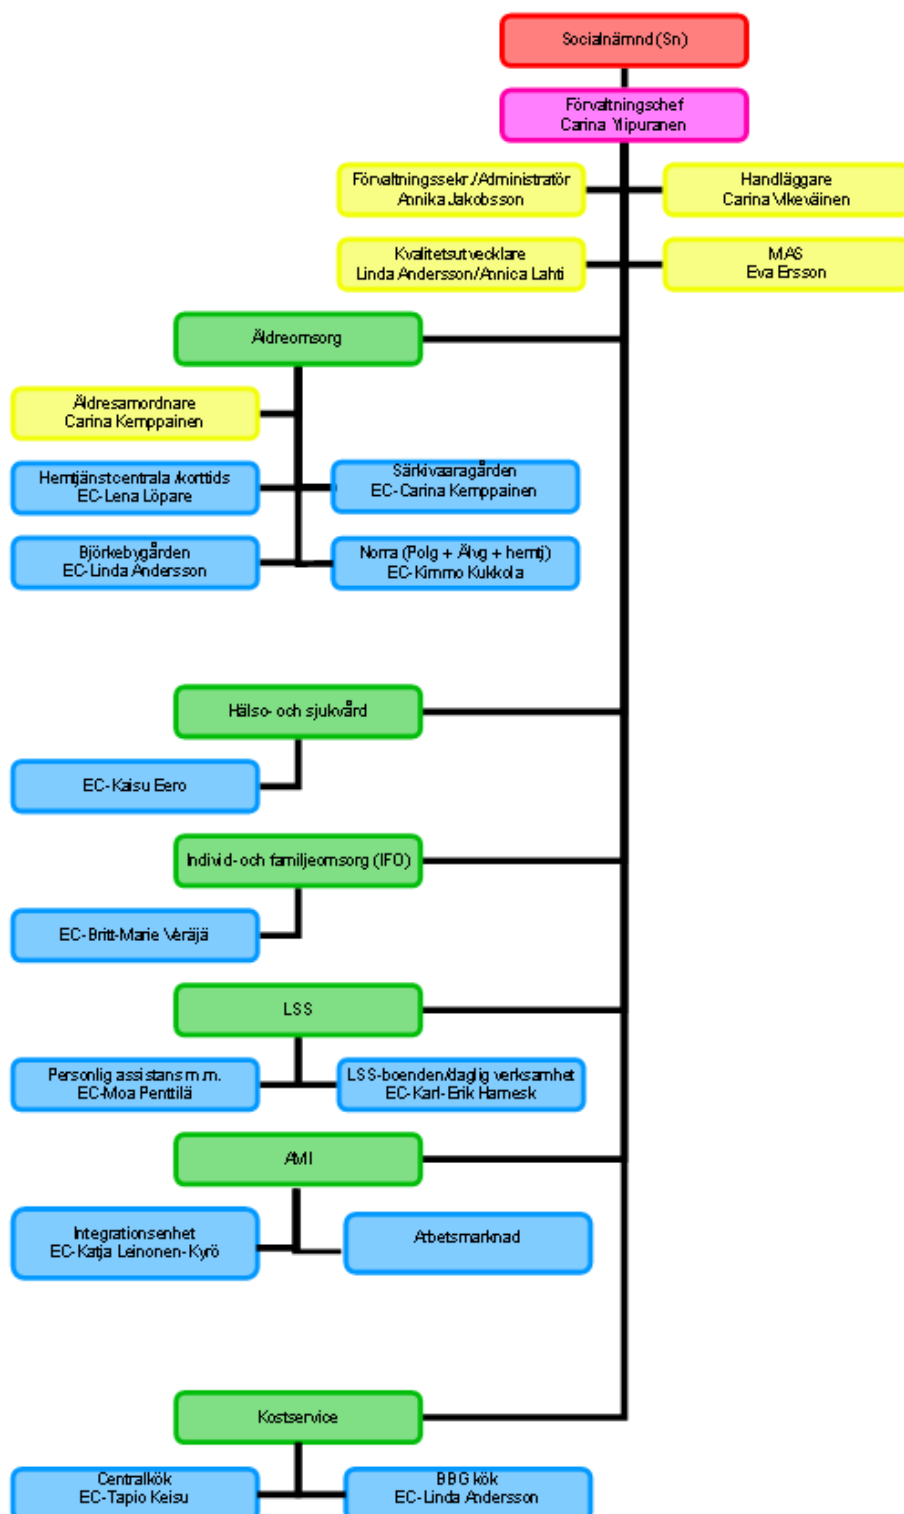 Socialnämnd (Sn)
Förvaltningschef
Carina Ylipuranen
Förvaltningssekr./Administratör
Annika Jakobsson
Handläggare
Carina Vikeväinen
Kvalitetsutvecklare
Linda Andersson/Annica Lahti
MAS
Eva Ersson
Äldreomsorg
Äldresamordnare
Carina Kemppainen
Hemtjänst centrala /korttids
EC-Lena Löpare
Särkivaaragården
EC-Carina Kemppainen
Björkebygården
EC-Linda Andersson
Norra (Polg + Älvg + hemtj)
EC-Kimmo Kukkola
Hälso- och sjukvård
EC-Kaisu Eero
Individ- och familjeomsorg (IFO)
EC-Britt-Marie Veräjä
LSS
Personlig assistans m.m.
EC-Moa Penttilä
LSS-boenden/daglig verksamhet
EC-Karl-Erik Harnesk
AMI
Integrationsenhet
EC-Katja Leinonen-Kyrö
Arbetsmarknad
Kostservice
Centralkök
EC-Tapio Keisu
BBG kök
EC-Linda Andersson